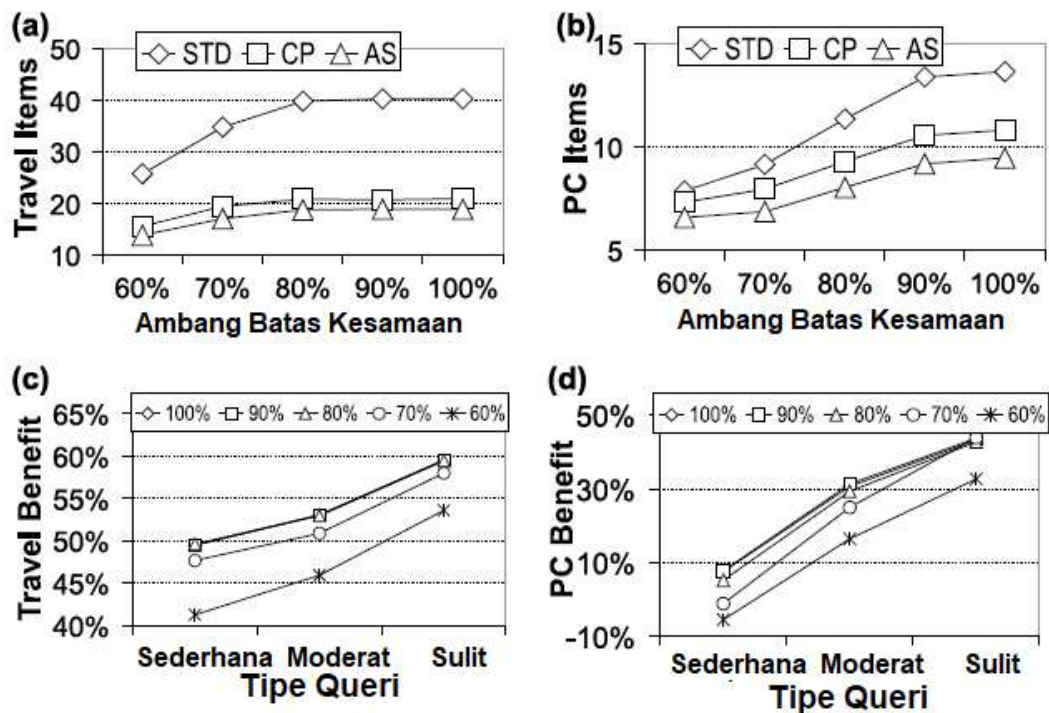 (a)
Travel Items
50
40
30
20
10
STD CP AS
60% 70% 80% 90% 100%
Ambang Batas Kesamaan
(b)
PC Items
15
10
5
STD CP AS
60% 70% 80% 90% 100%
Ambang Batas Kesamaan
(c)
Travel Benefit
65%
60%
55%
50%
45%
40%
100% 90% 80% 70% 60%
Sederhana Moderat Sulit
Tipe Queri
(d)
PC Benefit
50%
30%
10%
-10%
100% 90% 80% 70% 60%
Sederhana Moderat Sulit
Tipe Queri